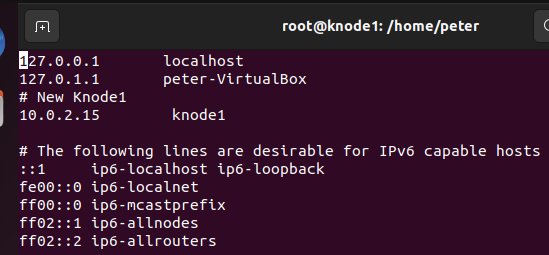 root@knode1: /home/peter
127.0.0.1       localhost
127.0.1.1       peter-VirtualBox
# New Knode1
10.0.2.15        knode1

# The following lines are desirable for IPv6 capable hosts
::1     ip6-localhost ip6-loopback
fe00::0 ip6-localnet
ff00::0 ip6-mcastprefix
ff02::1 ip6-allnodes
ff02::2 ip6-allrouters